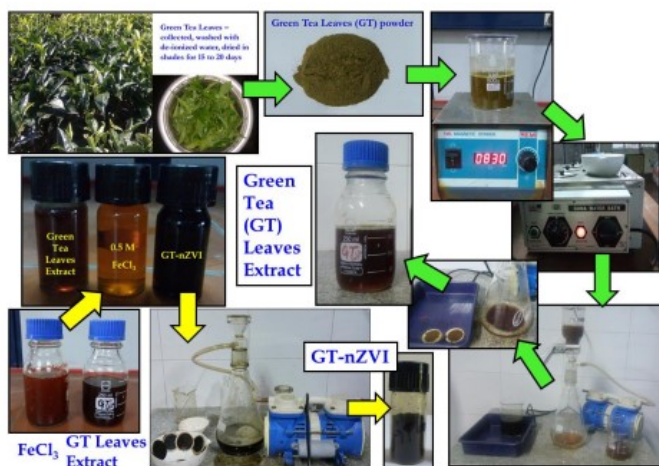 Green Tea Leaves –
collected, washed with
de-ionized water, dried in
shades for 15 to 20 days
Green Tea Leaves (GT) powder
GT
0830
Green
Tea
(GT)
Leaves
Extract
GT
Green
Tea
Leaves
Extract
0.5 M
FeCl₃
GT-nZVI
GT-nZVI
FeCl₃
GT Leaves
Extract